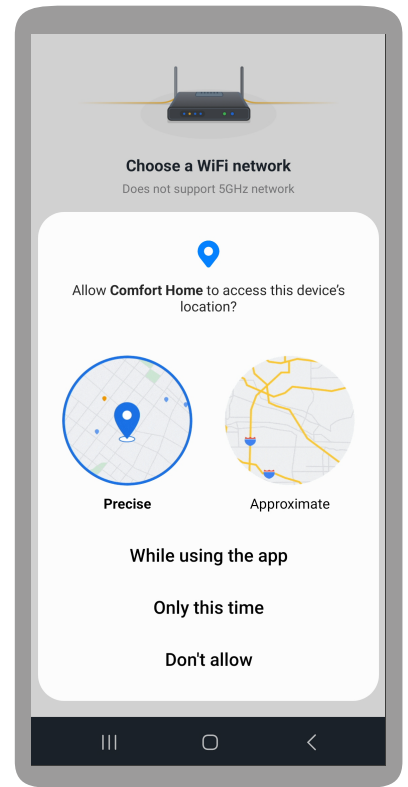 Choose a WiFi network
Does not support 5GHz network
Allow Comfort Home to access this device's
location?
Precise
Approximate
While using the app
Only this time
Don't allow